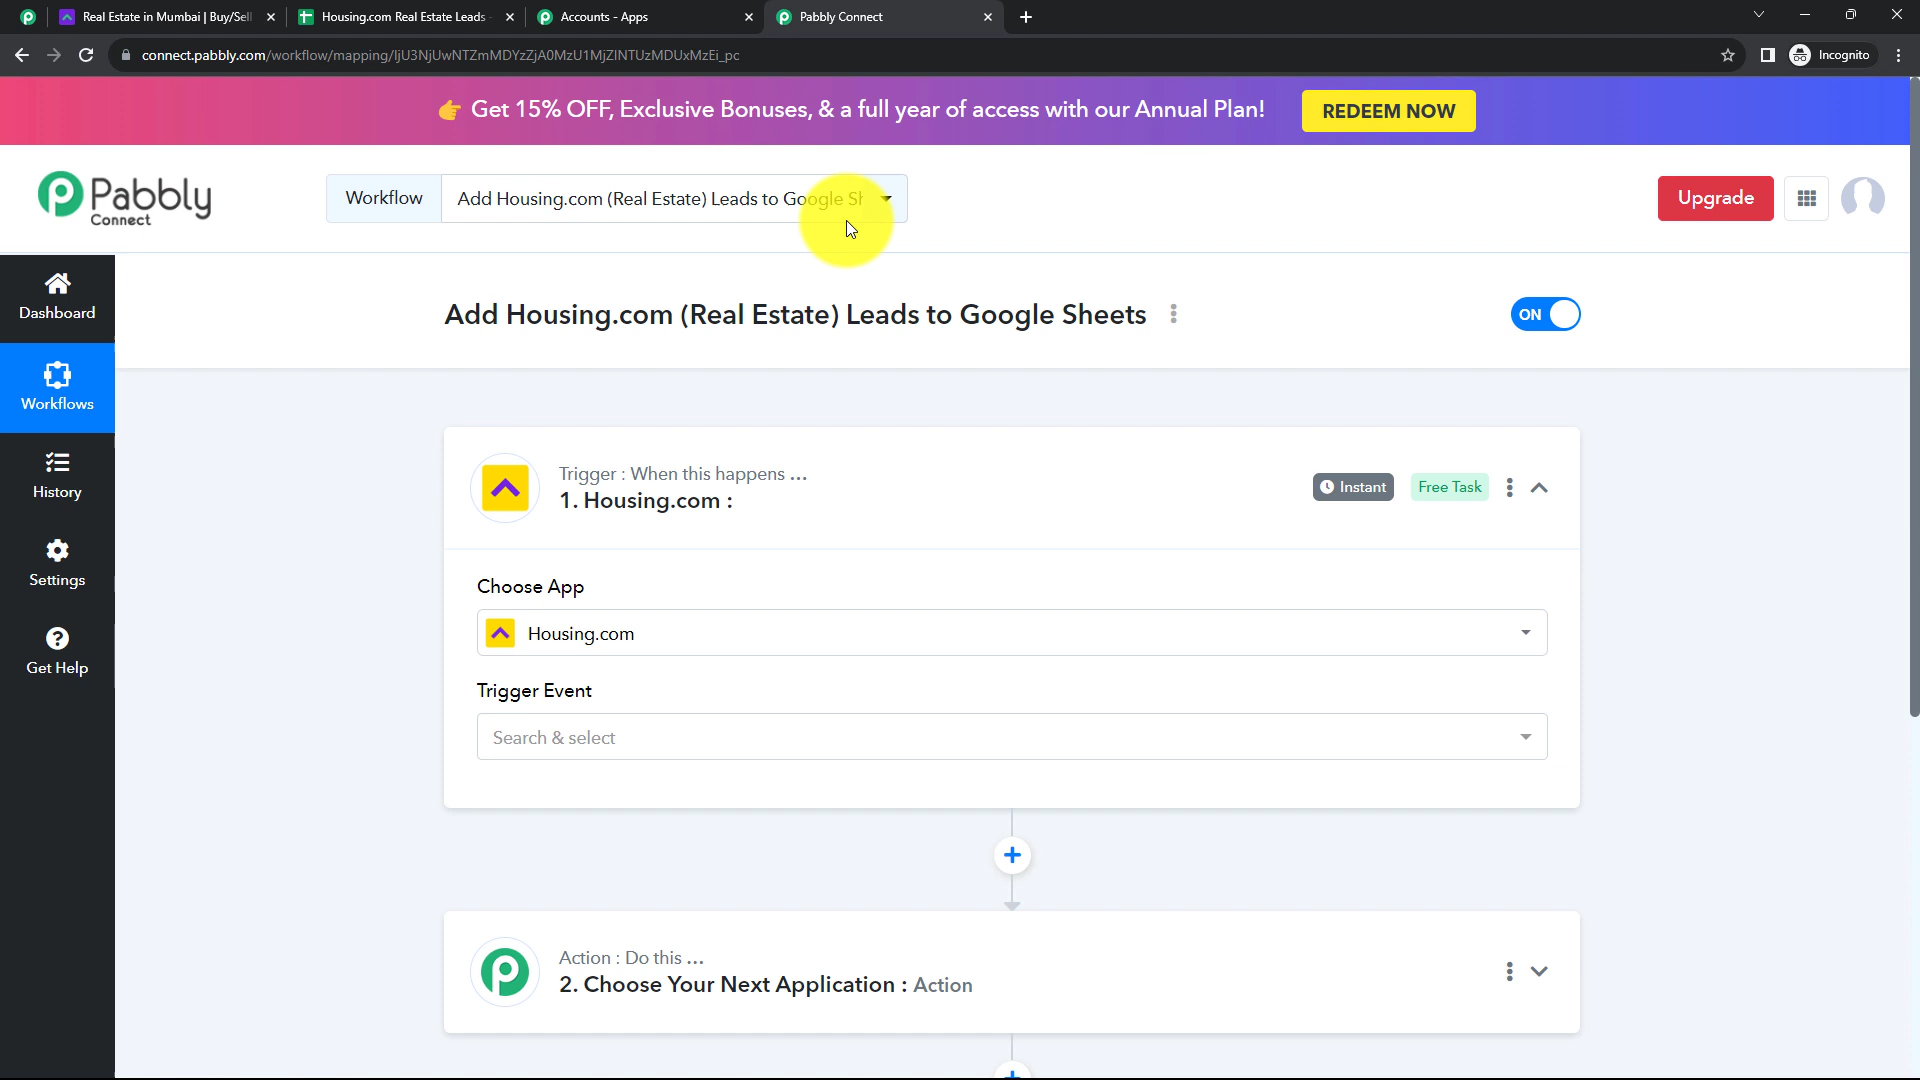 Real Estate in Mumbai | Buy/Sell
Housing.com Real Estate Leads -
Accounts - Apps
Pabbly Connect
connect.pabbly.com/workflow/mapping/
Incognito
Get 15% OFF, Exclusive Bonuses, & a full year of access with our Annual Plan!
REDEEM NOW
Pabbly
Connect
Workflow
Add Housing.com (Real Estate) Leads to Google Sh
Upgrade
Dashboard
Workflows
History
Settings
Get Help
Add Housing.com (Real Estate) Leads to Google Sheets
ON
Trigger : When this happens ...
1. Housing.com :
Instant
Free Task
Choose App
Housing.com
Trigger Event
Search & select
Action : Do this ...
2. Choose Your Next Application : Action